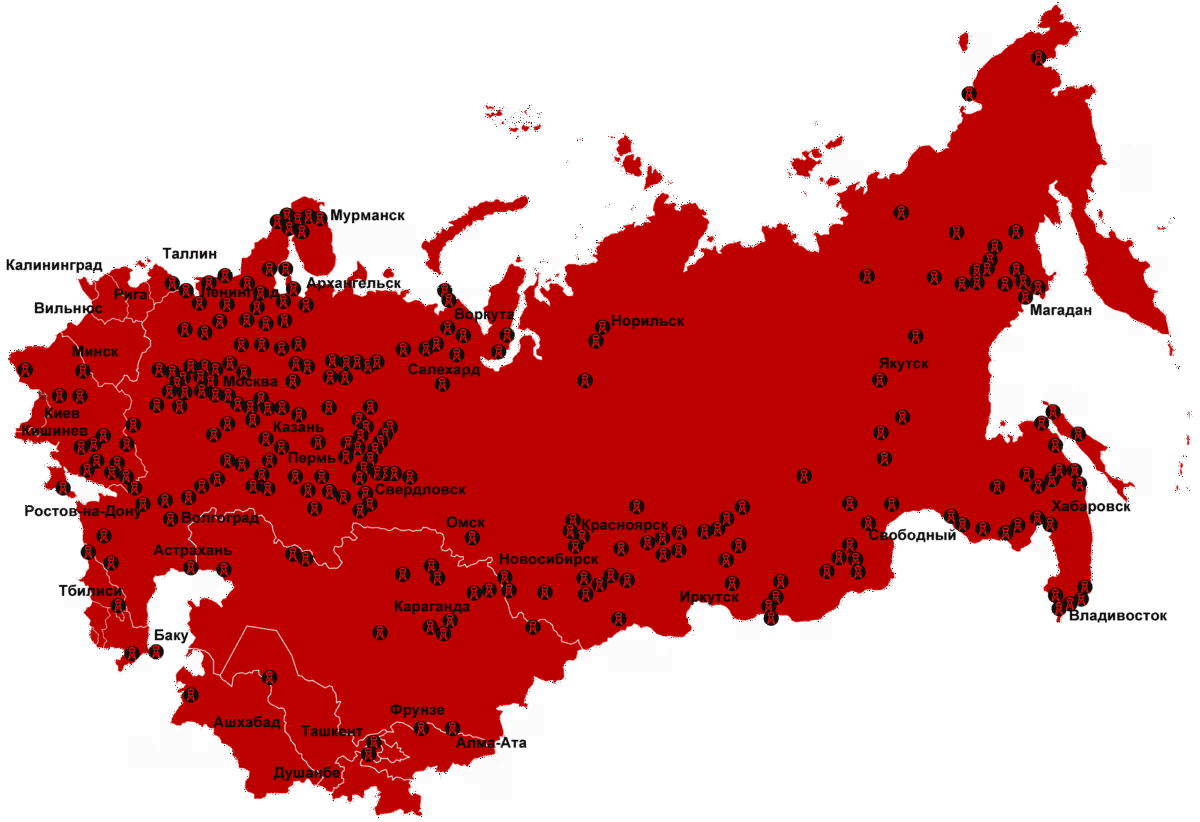 Мурманск
Таллин
Калининград
Архангельск
Рига
Ленинград
Вильнюс
Воркута
Магадан
Норильск
Минск
Якутск
Салехард
Москва
Киев
Казань
Кишинев
Пермь
Свердловск
Хабаровск
Ростов-на-Дону
Волгоград
Омск
Красноярск
Свободный
Астрахань
Новосибирск
Тбилиси
Иркутск
Караганда
Владивосток
Баку
Фрунзе
Ашхабад
Ташкент
Алма-Ата
Душанбе